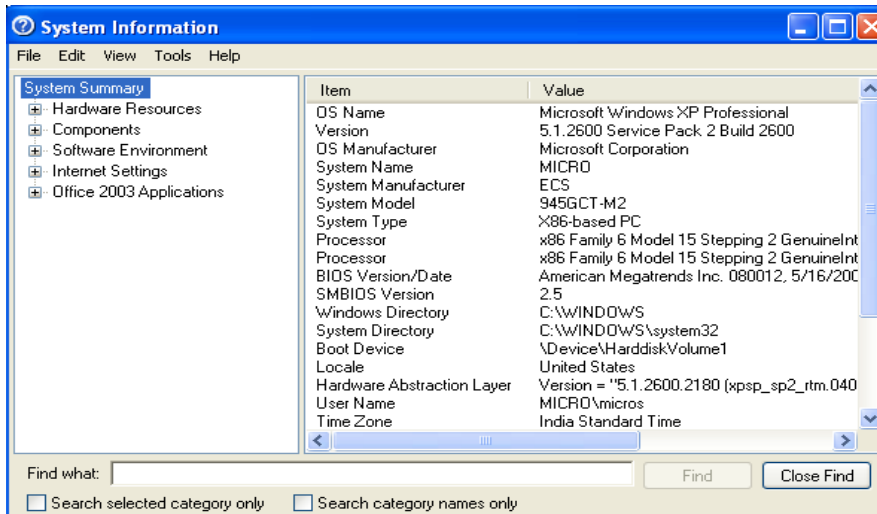 System Information
File Edit View Tools Help
System Summary
Hardware Resources
Components
Software Environment
Internet Settings
Office 2003 Applications
Item Value
OS Name Microsoft Windows XP Professional
Version 5.1.2600 Service Pack 2 Build 2600
OS Manufacturer Microsoft Corporation
System Name MICRO
System Manufacturer ECS
System Model 945GCT-M2
System Type X86-based PC
Processor x86 Family 6 Model 15 Stepping 2 GenuineInt
Processor x86 Family 6 Model 15 Stepping 2 GenuineInt
BIOS Version/Date American Megatrends Inc. 080012, 5/16/200
SMBIOS Version 2.5
Windows Directory C:\WINDOWS
System Directory C:\WINDOWS\system32
Boot Device \Device\HarddiskVolume1
Locale United States
Hardware Abstraction Layer Version = "5.1.2600.2180 (xpsp_sp2_rtm.040
User Name MICRO\micros
Time Zone India Standard Time
Find what: Find Close Find
Search selected category only Search category names only